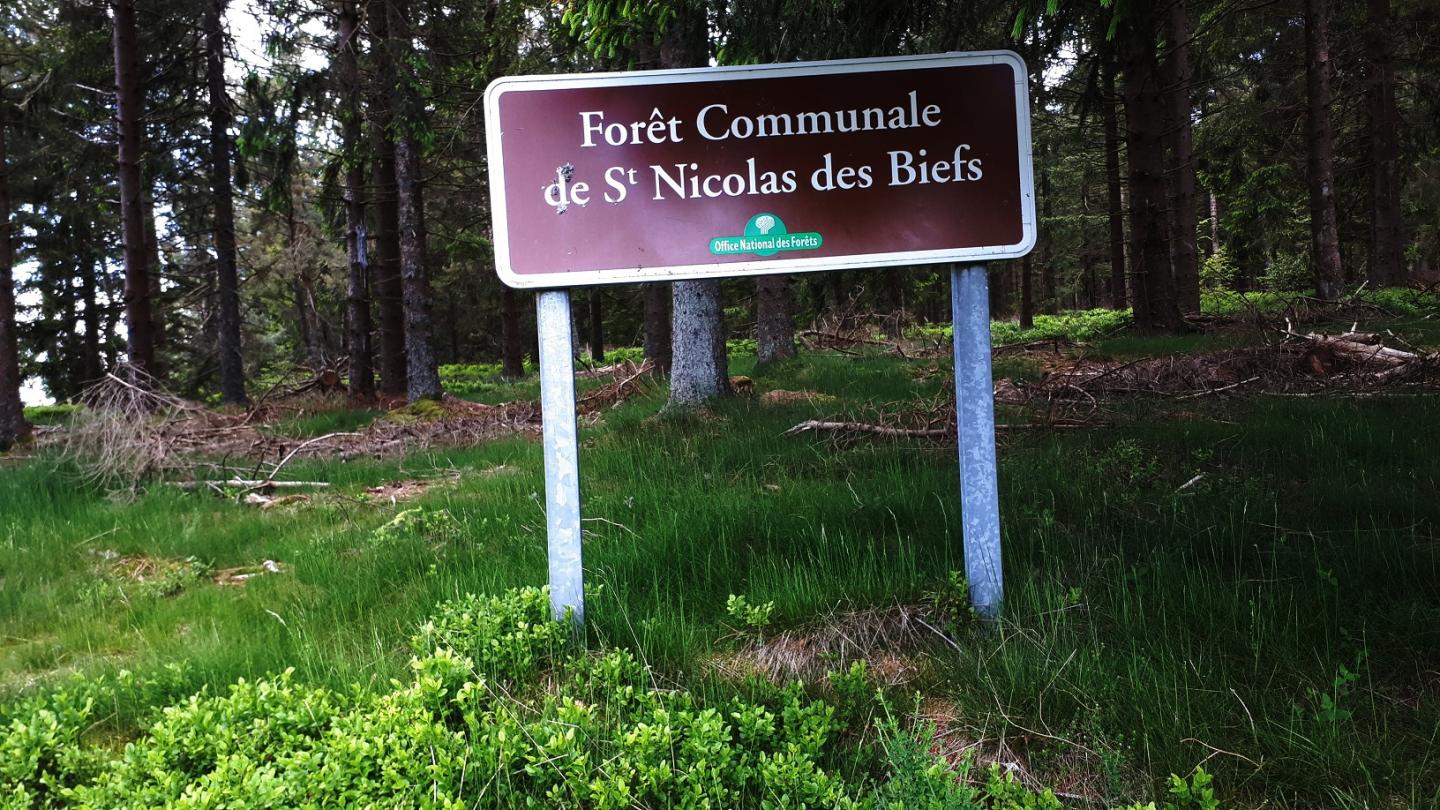 Forêt Communale
de St Nicolas des Biefs
Office National des Forêts